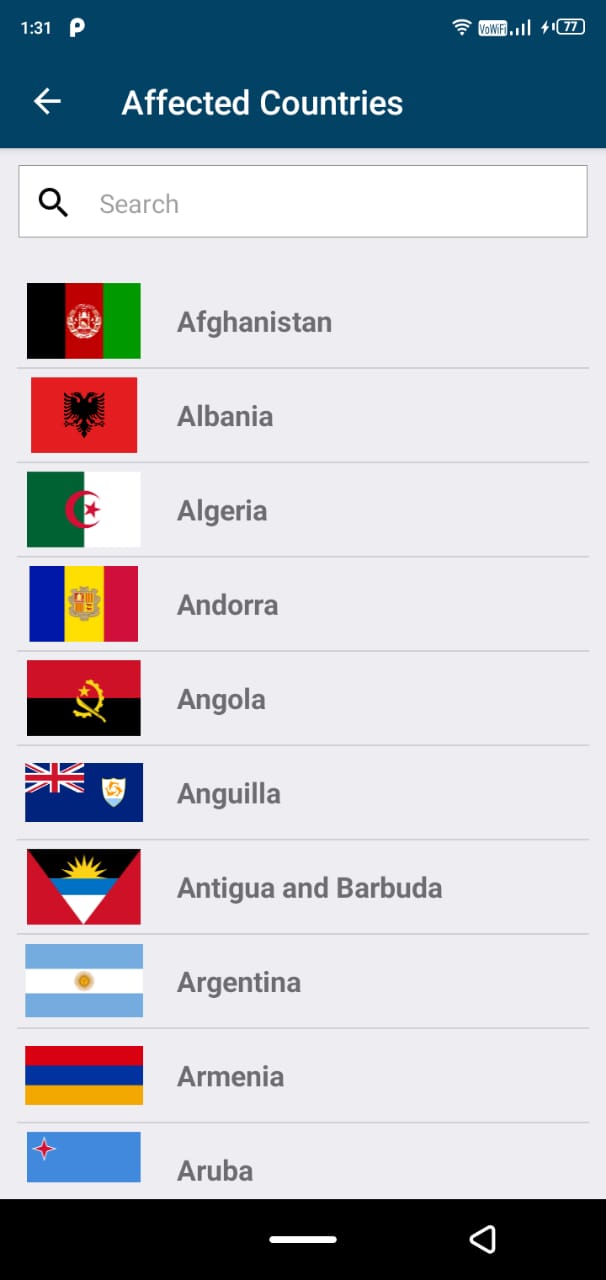 1:31
VoWiFi
77
Affected Countries
Search
Afghanistan
Albania
Algeria
Andorra
Angola
Anguilla
Antigua and Barbuda
Argentina
Armenia
Aruba